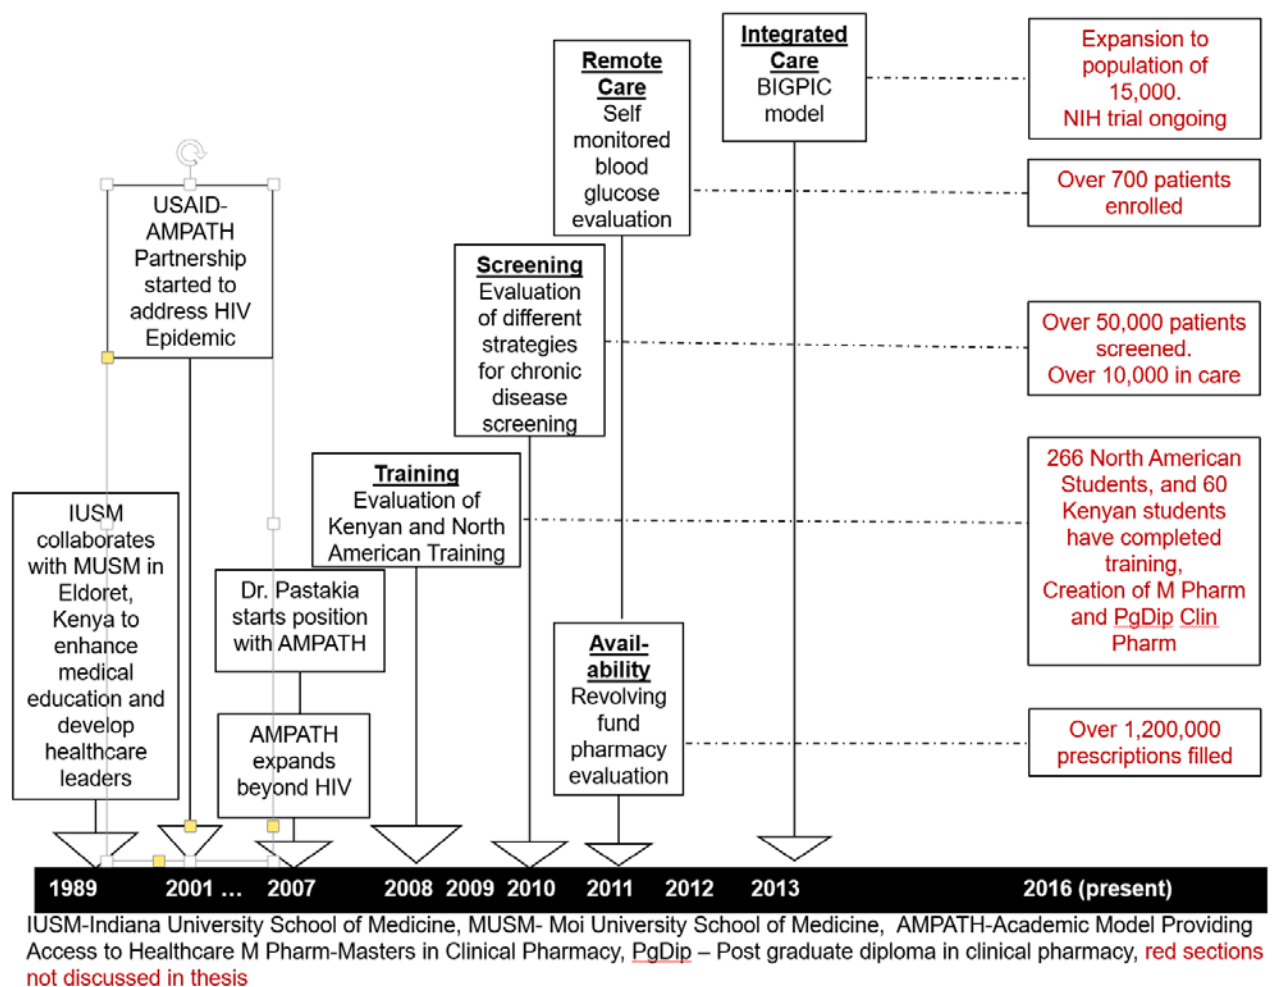 Integrated
Care
BIGPIC
model
Expansion to
population of
15,000.
NIH trial ongoing
Remote
Care
Self
monitored
blood
glucose
evaluation
Over 700 patients
enrolled
USAID-
AMPATH
Partnership
started to
address HIV
Epidemic
Screening
Evaluation
of different
strategies
for chronic
disease
screening
Over 50,000 patients
screened.
Over 10,000 in care
Training
Evaluation of
Kenyan and North
American Training
266 North American
Students, and 60
Kenyan students
have completed
training,
Creation of M Pharm
and PgDip Clin
Pharm
IUSM
collaborates
with MUSM in
Eldoret,
Kenya to
enhance
medical
education and
develop
healthcare
leaders
Dr. Pastakia
starts position
with AMPATH
AMPATH
expands
beyond HIV
Avail-
ability
Revolving
fund
pharmacy
evaluation
Over 1,200,000
prescriptions filled
1989 2001 ... 2007 2008 2009 2010 2011 2012 2013 2016 (present)
IUSM-Indiana University School of Medicine, MUSM- Moi University School of Medicine, AMPATH-Academic Model Providing
Access to Healthcare M Pharm-Masters in Clinical Pharmacy, PgDip – Post graduate diploma in clinical pharmacy, red sections
not discussed in thesis